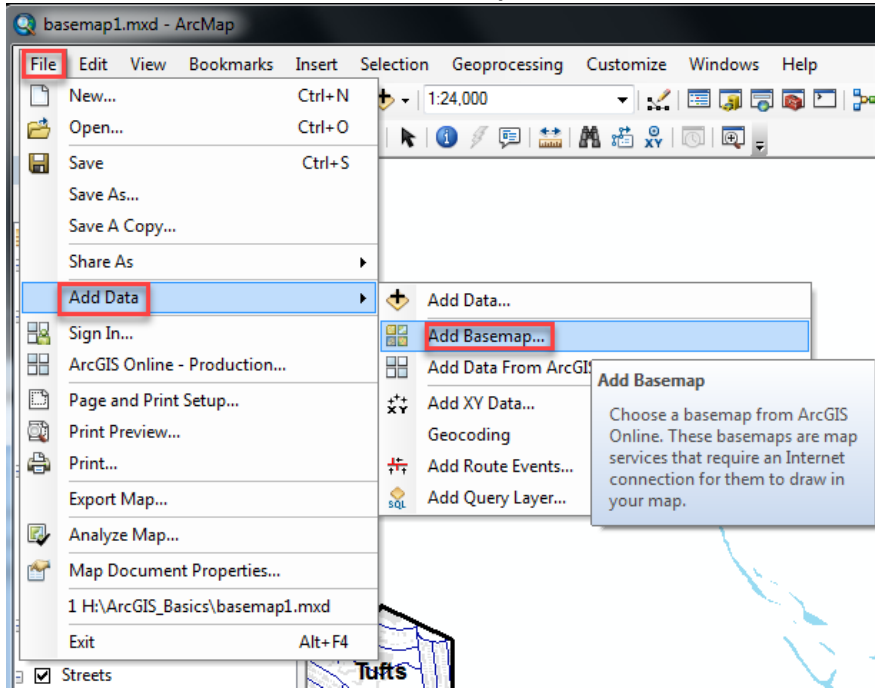 basemap1.mxd - ArcMap
File Edit View Bookmarks Insert Selection Geoprocessing Customize Windows Help
New... Ctrl+N
1:24,000
Open... Ctrl+O
XY
Save Ctrl+S
Save As...
Save A Copy...
Share As
Add Data
Add Data...
Sign In...
Add Basemap...
ArcGIS Online - Production...
Add Data From ArcGIS
Page and Print Setup...
XY Add XY Data...
Print Preview...
Geocoding
Print...
Add Route Events...
Export Map...
SQL Add Query Layer...
Add Basemap
Choose a basemap from ArcGIS
Online. These basemaps are map
services that require an Internet
connection for them to draw in
your map.
Analyze Map...
Map Document Properties...
1 H:\ArcGIS_Basics\basemap1.mxd
Exit Alt+F4
Streets
Tufts